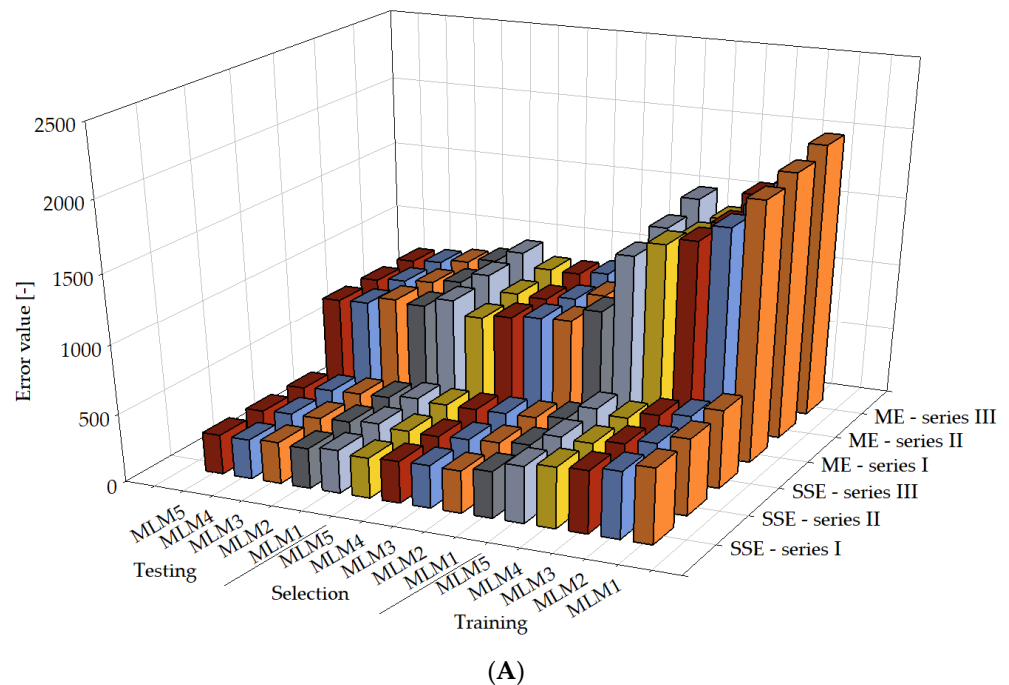 2500
2000
1500
1000
500
0
Error value [-]
MLM5
MLM4
MLM3
MLM2
MLM1
MLM5
MLM4
MLM3
MLM2
MLM1
MLM5
MLM4
MLM3
MLM2
MLM1
Testing
Selection
Training
ME - series III
ME - series II
ME - series I
SSE - series III
SSE - series II
SSE - series I
(A)